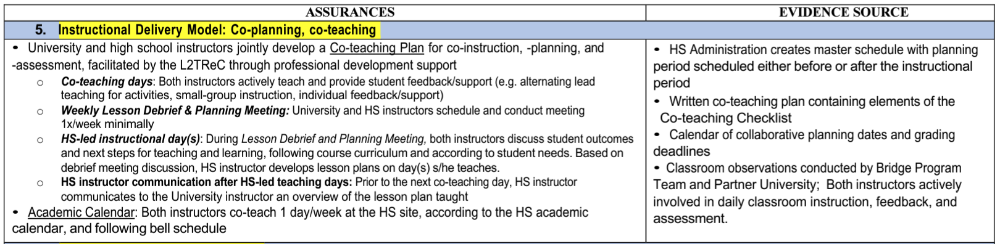 ASSURANCES
EVIDENCE SOURCE
5. Instructional Delivery Model: Co-planning, co-teaching
• University and high school instructors jointly develop a Co-teaching Plan for co-instruction, -planning, and
-assessment, facilitated by the L2TReC through professional development support
o Co-teaching days: Both instructors actively teach and provide student feedback/support (e.g. alternating lead
teaching for activities, small-group instruction, individual feedback/support)
o Weekly Lesson Debrief & Planning Meeting: University and HS instructors schedule and conduct meeting
1x/week minimally
o HS-led instructional day(s): During Lesson Debrief and Planning Meeting, both instructors discuss student outcomes
and next steps for teaching and learning, following course curriculum and according to student needs. Based on
debrief meeting discussion, HS instructor develops lesson plans on day(s) s/he teaches.
o HS instructor communication after HS-led teaching days: Prior to the next co-teaching day, HS instructor
communicates to the University instructor an overview of the lesson plan taught
• Academic Calendar: Both instructors co-teach 1 day/week at the HS site, according to the HS academic
calendar, and following bell schedule
• HS Administration creates master schedule with planning
period scheduled either before or after the instructional
period
• Written co-teaching plan containing elements of the
Co-teaching Checklist
• Calendar of collaborative planning dates and grading
deadlines
• Classroom observations conducted by Bridge Program
Team and Partner University; Both instructors actively
involved in daily classroom instruction, feedback, and
assessment.